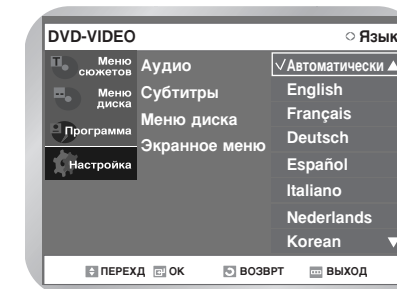 DVD-VIDEO
Язык
Меню сюжетов
Меню диска
Программа
Настройка
Аудио
Субтитры
Меню диска
Экранное меню
√Автоматически ▲
English
Français
Deutsch
Español
Italiano
Nederlands
Korean ▼
ПЕРЕХД ОК ВОЗВРТ ВЫХОД